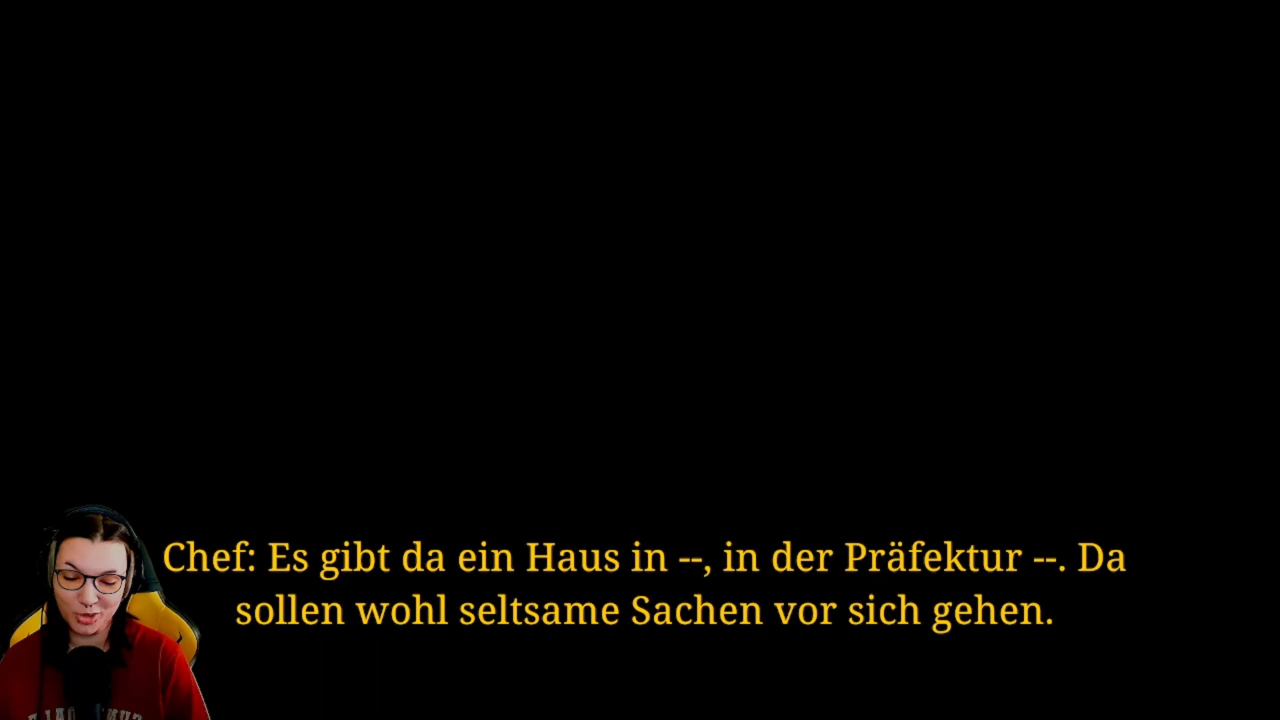 Chef: Es gibt da ein Haus in --, in der Präfektur --. Da
sollen wohl seltsame Sachen vor sich gehen.